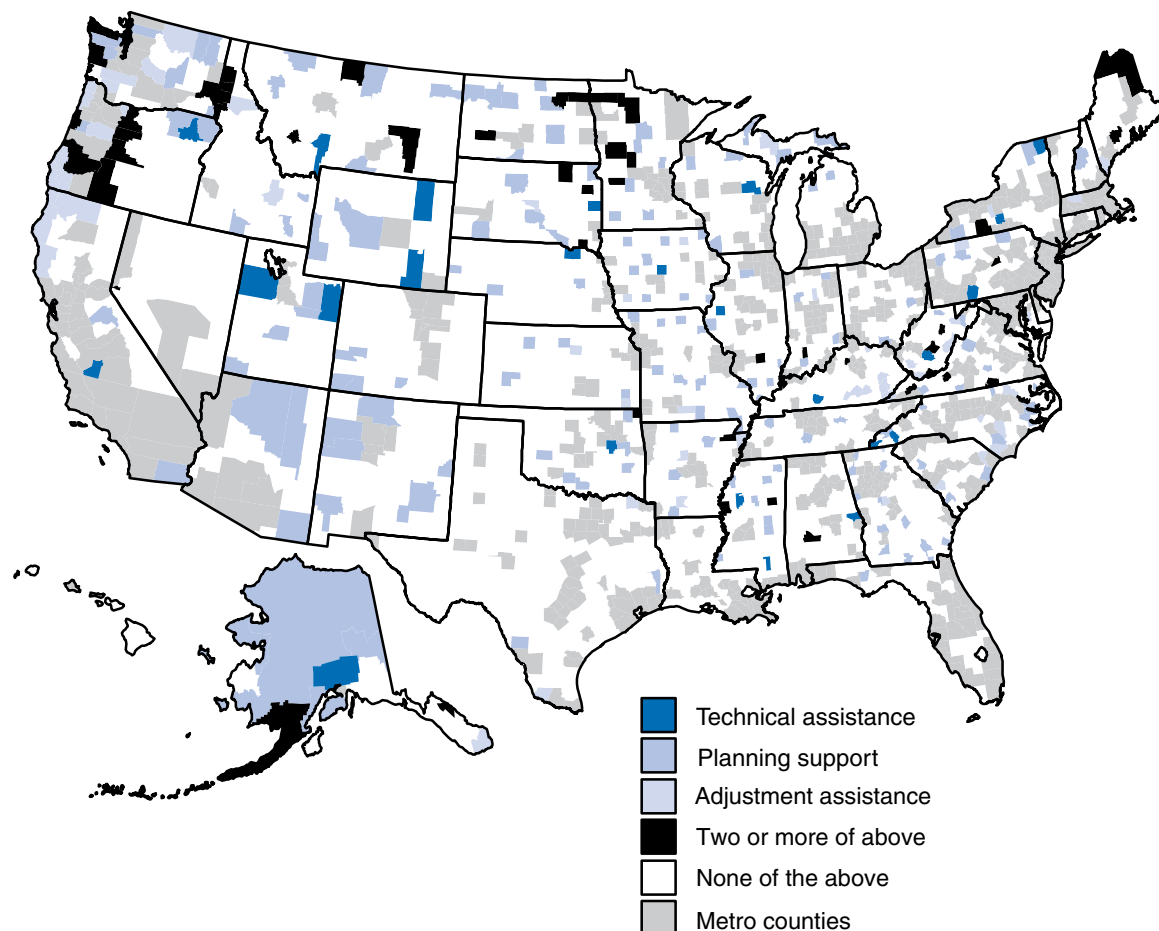 Technical assistance
Planning support
Adjustment assistance
Two or more of above
None of the above
Metro counties